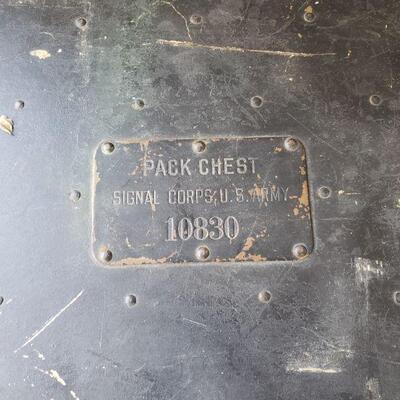 PACK CHEST
SIGNAL CORPS, U.S. ARMY
10830